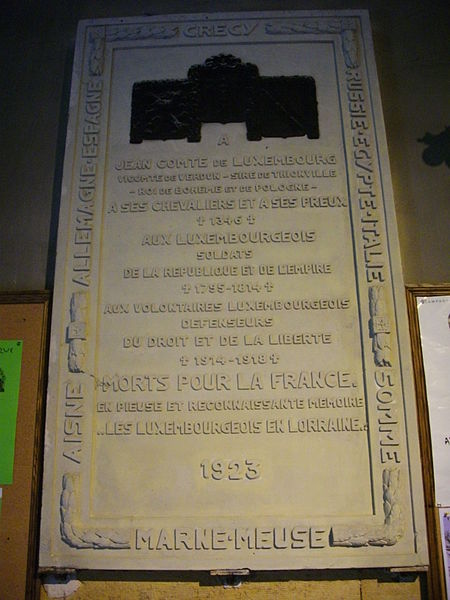 CRECY
ALLEMAGNE·ESPAGNE
RUSSIE·EGYPTE·ITALIE
A
JEAN COMTE DE LUXEMBOURG
VICOMTE DE VERDUN - SIRE DE THIONVILLE
- ROI DE BOHEME ET DE POLOGNE -
A SES CHEVALIERS ET A SES PREUX
✝ 1346 ✝
AUX LUXEMBOURGEOIS
SOLDATS
DE LA REPUBLIQUE ET DE L'EMPIRE
✝ 1795-1814 ✝
AUX VOLONTAIRES LUXEMBOURGEOIS
DEFENSEURS
DU DROIT ET DE LA LIBERTE
✝ 1914-1918 ✝
MORTS POUR LA FRANCE.
EN PIEUSE ET RECONNAISSANTE MEMOIRE
„LES LUXEMBOURGEOIS EN LORRAINE„
1923
AISNE
SOMME
MARNE·MEUSE